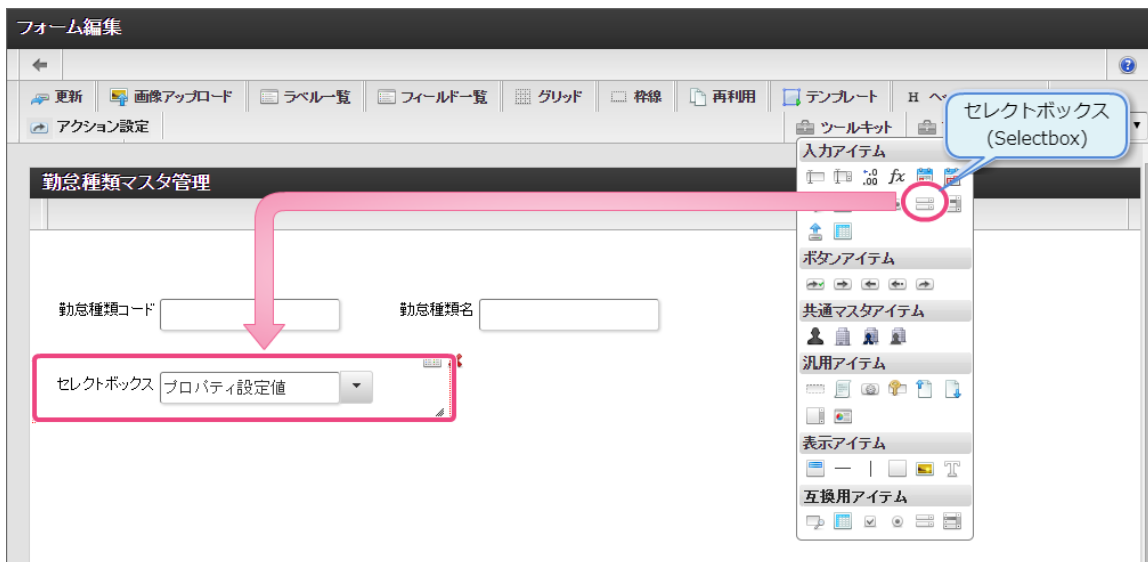 フォーム編集
更新 画像アップロード ラベル一覧 フィールド一覧 グリッド 枠線 再利用 テンプレート H
アクション設定 ツールキット
セレクトボックス
(Selectbox)
入力アイテム
勤怠種類マスタ管理
fx
ボタンアイテム
勤怠種類コード 勤怠種類名
共通マスタアイテム
汎用アイテム
セレクトボックス プロパティ設定値
表示アイテム
互換用アイテム